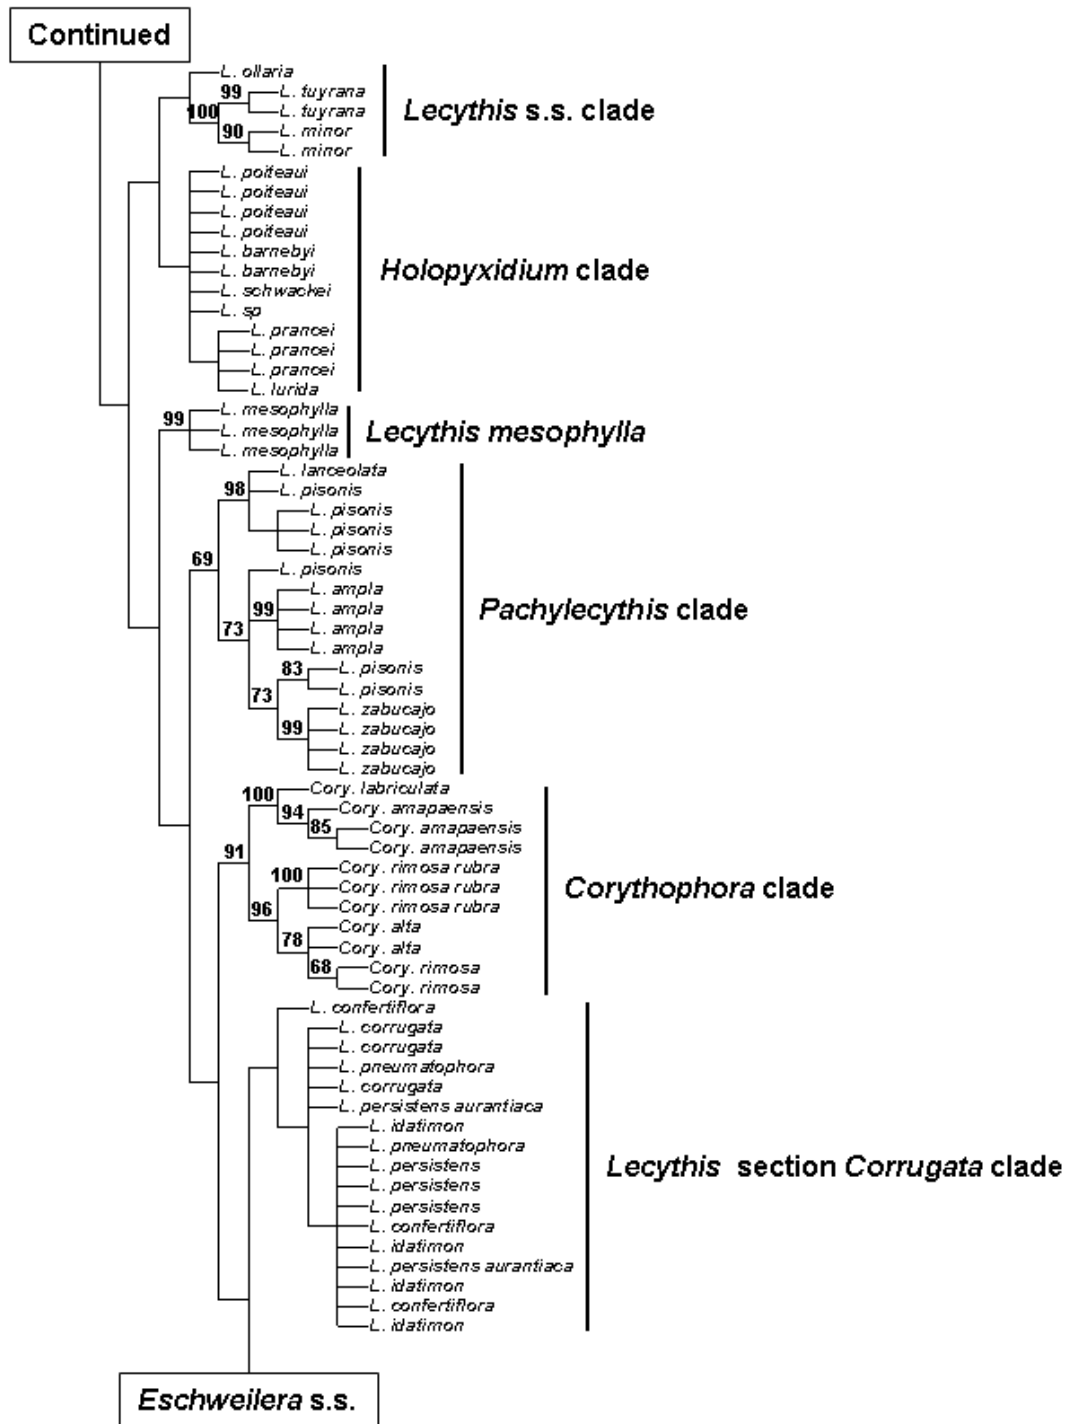 Continued
L. ollaria
99
L. tuyrana
L. tuyrana
100
90
L. minor
L. minor
Lecythis s.s. clade
L. poiteaui
L. poiteaui
L. poiteaui
L. poiteaui
L. barnebyi
L. barnebyi
L. schwackei
L. sp
L. prancei
L. prancei
L. prancei
L. lurida
Holopyxidium clade
99
L. mesophylla
L. mesophylla
L. mesophylla
Lecythis mesophylla
L. lanceolata
98
L. pisonis
L. pisonis
L. pisonis
L. pisonis
69
L. pisonis
L. ampla
99
L. ampla
L. ampla
L. ampla
73
83
L. pisonis
L. pisonis
73
L. zabucajo
99
L. zabucajo
L. zabucajo
L. zabucajo
Pachylecythis clade
100
Cory. labriculata
94
Cory. amapaensis
85
Cory. amapaensis
Cory. amapaensis
91
100
Cory. rimosa rubra
Cory. rimosa rubra
Cory. rimosa rubra
96
Cory. alta
78
Cory. alta
68
Cory. rimosa
Cory. rimosa
Corythophora clade
L. confertiflora
L. corrugata
L. corrugata
L. pneumatophora
L. corrugata
L. persistens aurantiaca
L. idatimon
L. pneumatophora
L. persistens
L. persistens
L. persistens
L. confertiflora
L. idatimon
L. persistens aurantiaca
L. idatimon
L. confertiflora
L. idatimon
Lecythis section Corrugata clade
Eschweilera s.s.